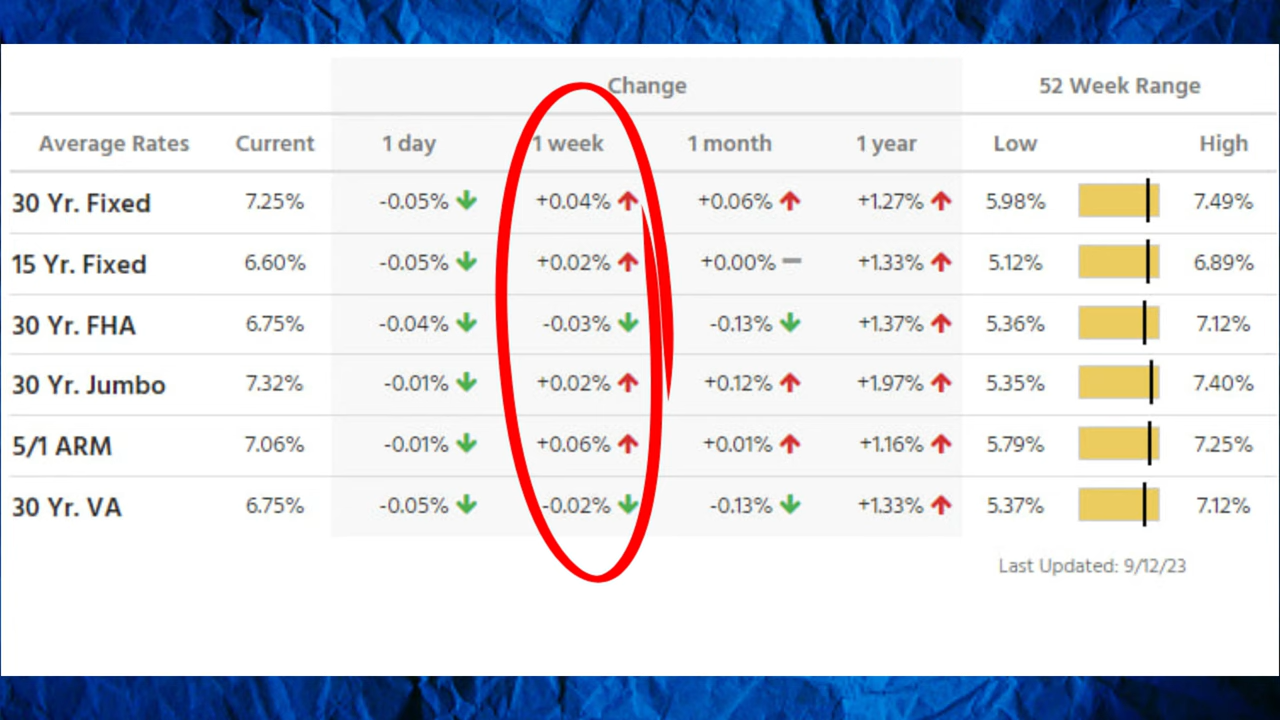 Change 52 Week Range
Average Rates Current 1 day 1 week 1 month 1 year Low High
30 Yr. Fixed 7.25% -0.05% +0.04% +0.06% +1.27% 5.98% 7.49%
15 Yr. Fixed 6.60% -0.05% +0.02% +0.00% +1.33% 5.12% 6.89%
30 Yr. FHA 6.75% -0.04% -0.03% -0.13% +1.37% 5.36% 7.12%
30 Yr. Jumbo 7.32% -0.01% +0.02% +0.12% +1.97% 5.35% 7.40%
5/1 ARM 7.06% -0.01% +0.06% +0.01% +1.16% 5.79% 7.25%
30 Yr. VA 6.75% -0.05% -0.02% -0.13% +1.33% 5.37% 7.12%
Last Updated: 9/12/23